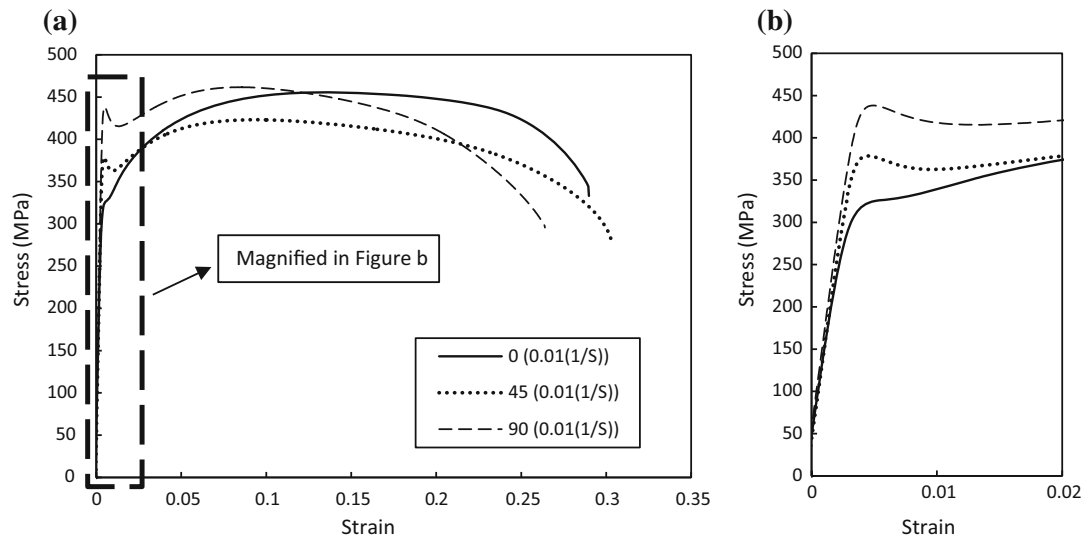 (a)
500
450
400
350
300
250
200
150
100
50
0
Stress (MPa)
Magnified in Figure b
0 (0.01(1/S))
45 (0.01(1/S))
90 (0.01(1/S))
0 0.05 0.1 0.15 0.2 0.25 0.3 0.35
Strain
(b)
500
450
400
350
300
250
200
150
100
50
0
Stress (MPa)
0 0.01 0.02
Strain